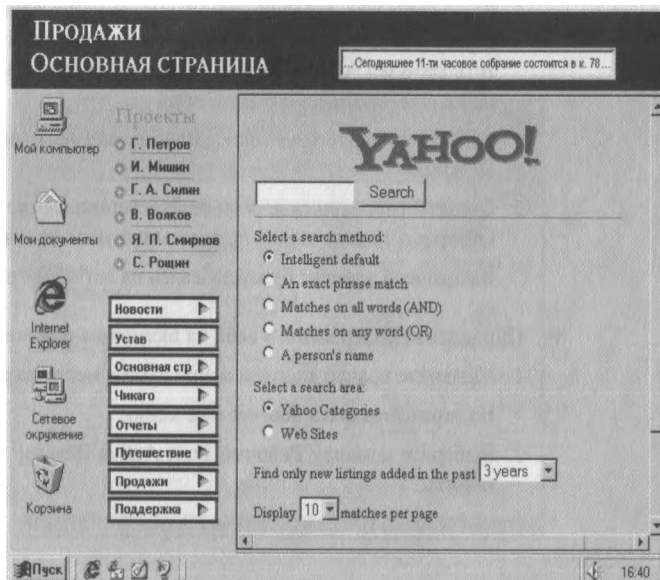 ПРОДАЖИ
ОСНОВНАЯ СТРАНИЦА
...Сегодняшнее 11-ти часовое собрание состоится в к. 78...
Мой компьютер
Мои документы
Internet
Explorer
Сетевое
окружение
Корзина
Проекты
Г. Петров
И. Мишин
Г. А. Силин
В. Волков
Я. П. Смирнов
С. Рощин
Новости
Устав
Основная стр
Чикаго
Отчеты
Путешествие
Продажи
Поддержка
YAHOO!
Search
Select a search method:
Intelligent default
An exact phrase match
Matches on all words (AND)
Matches on any word (OR)
A person's name
Select a search area:
Yahoo Categories
Web Sites
Find only new listings added in the past 3 years
Display 10 matches per page
Пуск
16:40